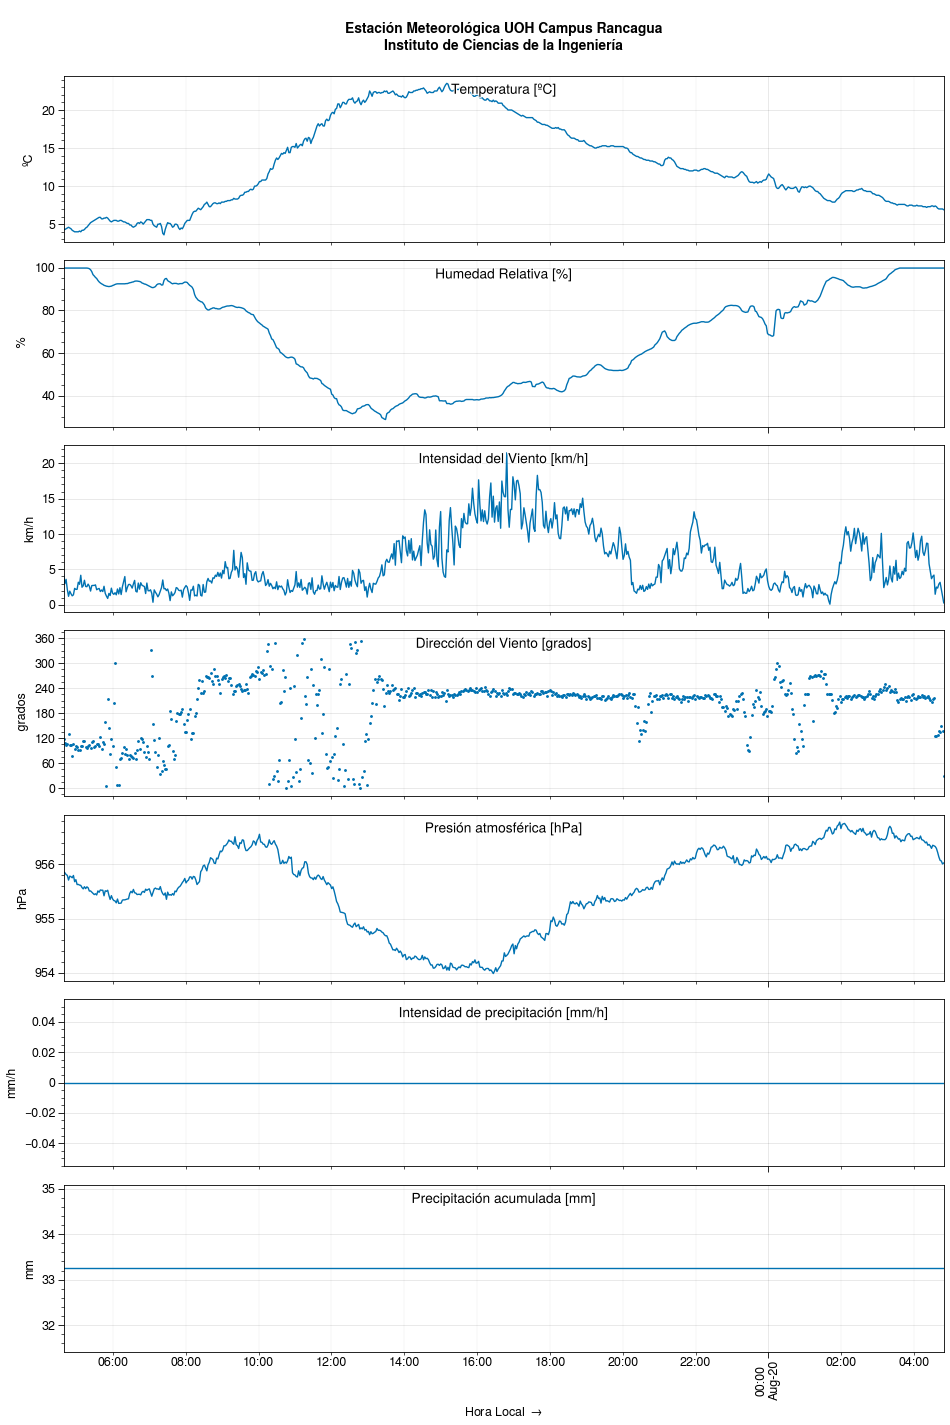 Estación Meteorológica UOH Campus Rancagua
Instituto de Ciencias de la Ingeniería
Temperatura [ºC]
ºC
20
15
10
5
Humedad Relativa [%]
%
100
80
60
40
Intensidad del Viento [km/h]
km/h
20
15
10
5
0
Dirección del Viento [grados]
grados
360
300
240
180
120
60
0
Presión atmosférica [hPa]
hPa
956
955
954
Intensidad de precipitación [mm/h]
mm/h
0.04
0.02
0
−0.02
−0.04
Precipitación acumulada [mm]
mm
35
34
33
32
06:00 08:00 10:00 12:00 14:00 16:00 18:00 20:00 22:00 00:00 02:00 04:00
Aug-20
Hora Local →